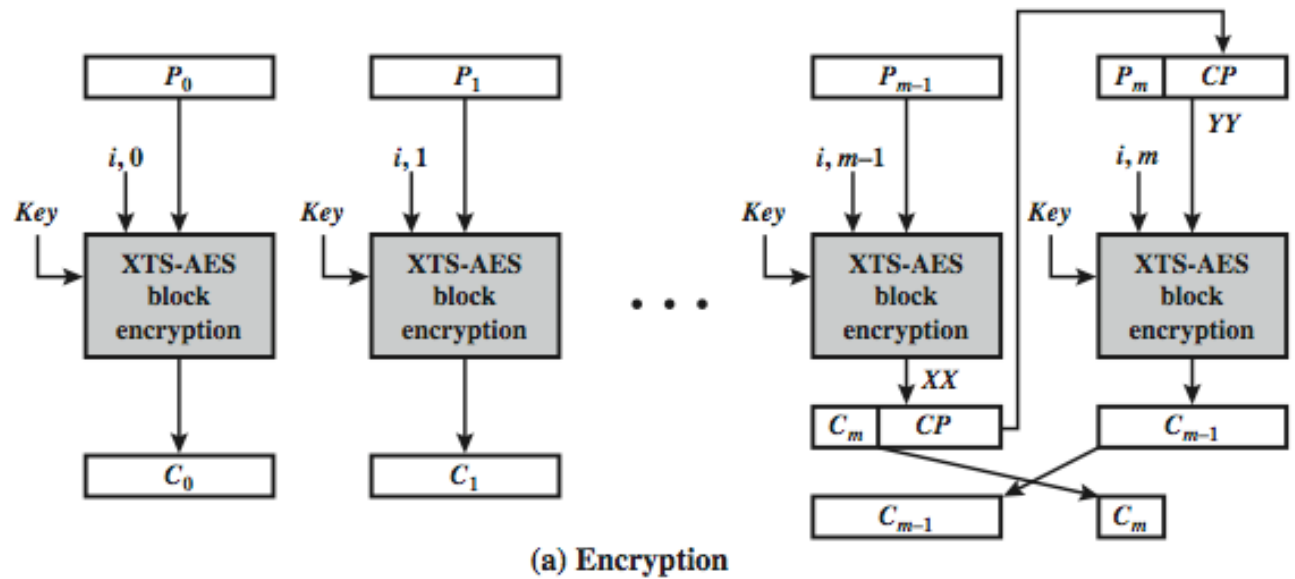 P₀ P₁ Pₘ₋₁ Pₘ CP
YY
i, 0 i, 1 i, m–1 i, m
Key Key Key Key
XTS-AES XTS-AES XTS-AES XTS-AES
block block block block
encryption encryption • • • encryption encryption
XX
Cₘ CP Cₘ₋₁
C₀ C₁
Cₘ₋₁ Cₘ
(a) Encryption